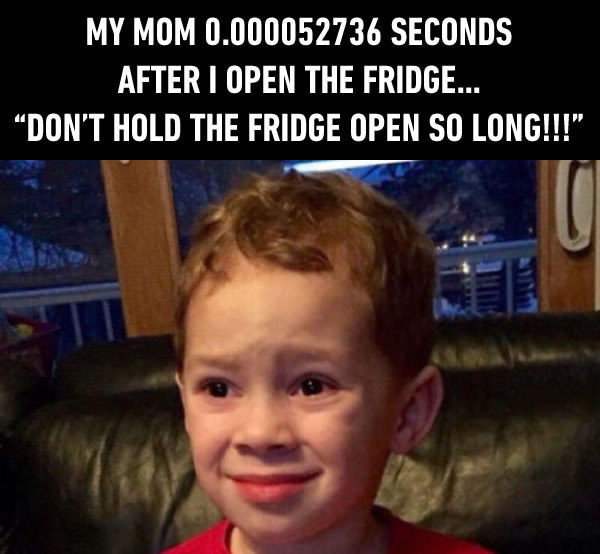 MY MOM 0.000052736 SECONDS
AFTER I OPEN THE FRIDGE...
“DON’T HOLD THE FRIDGE OPEN SO LONG!!!”